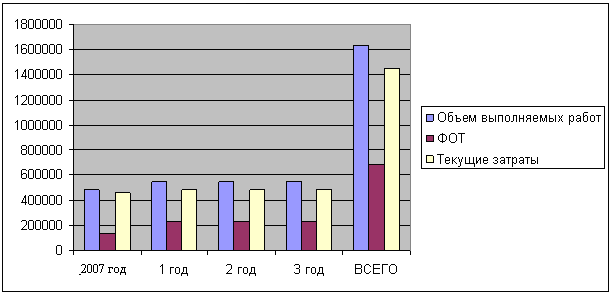 1800000
1600000
1400000
1200000
1000000
800000
600000
400000
200000
0
2007 год 1 год 2 год 3 год ВСЕГО
Объем выполняемых работ
ФОТ
Текущие затраты